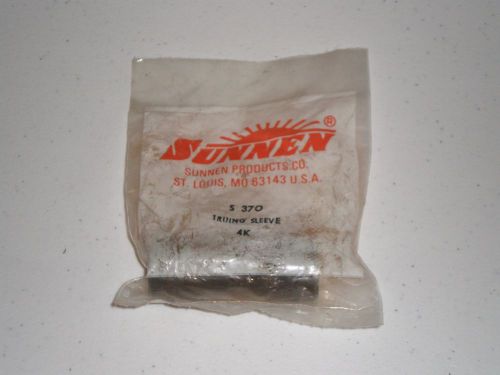 SUNNEN®
SUNNEN PRODUCTS CO.
ST. LOUIS, MO 63143 U.S.A.
S 370
TRUING SLEEVE
4K